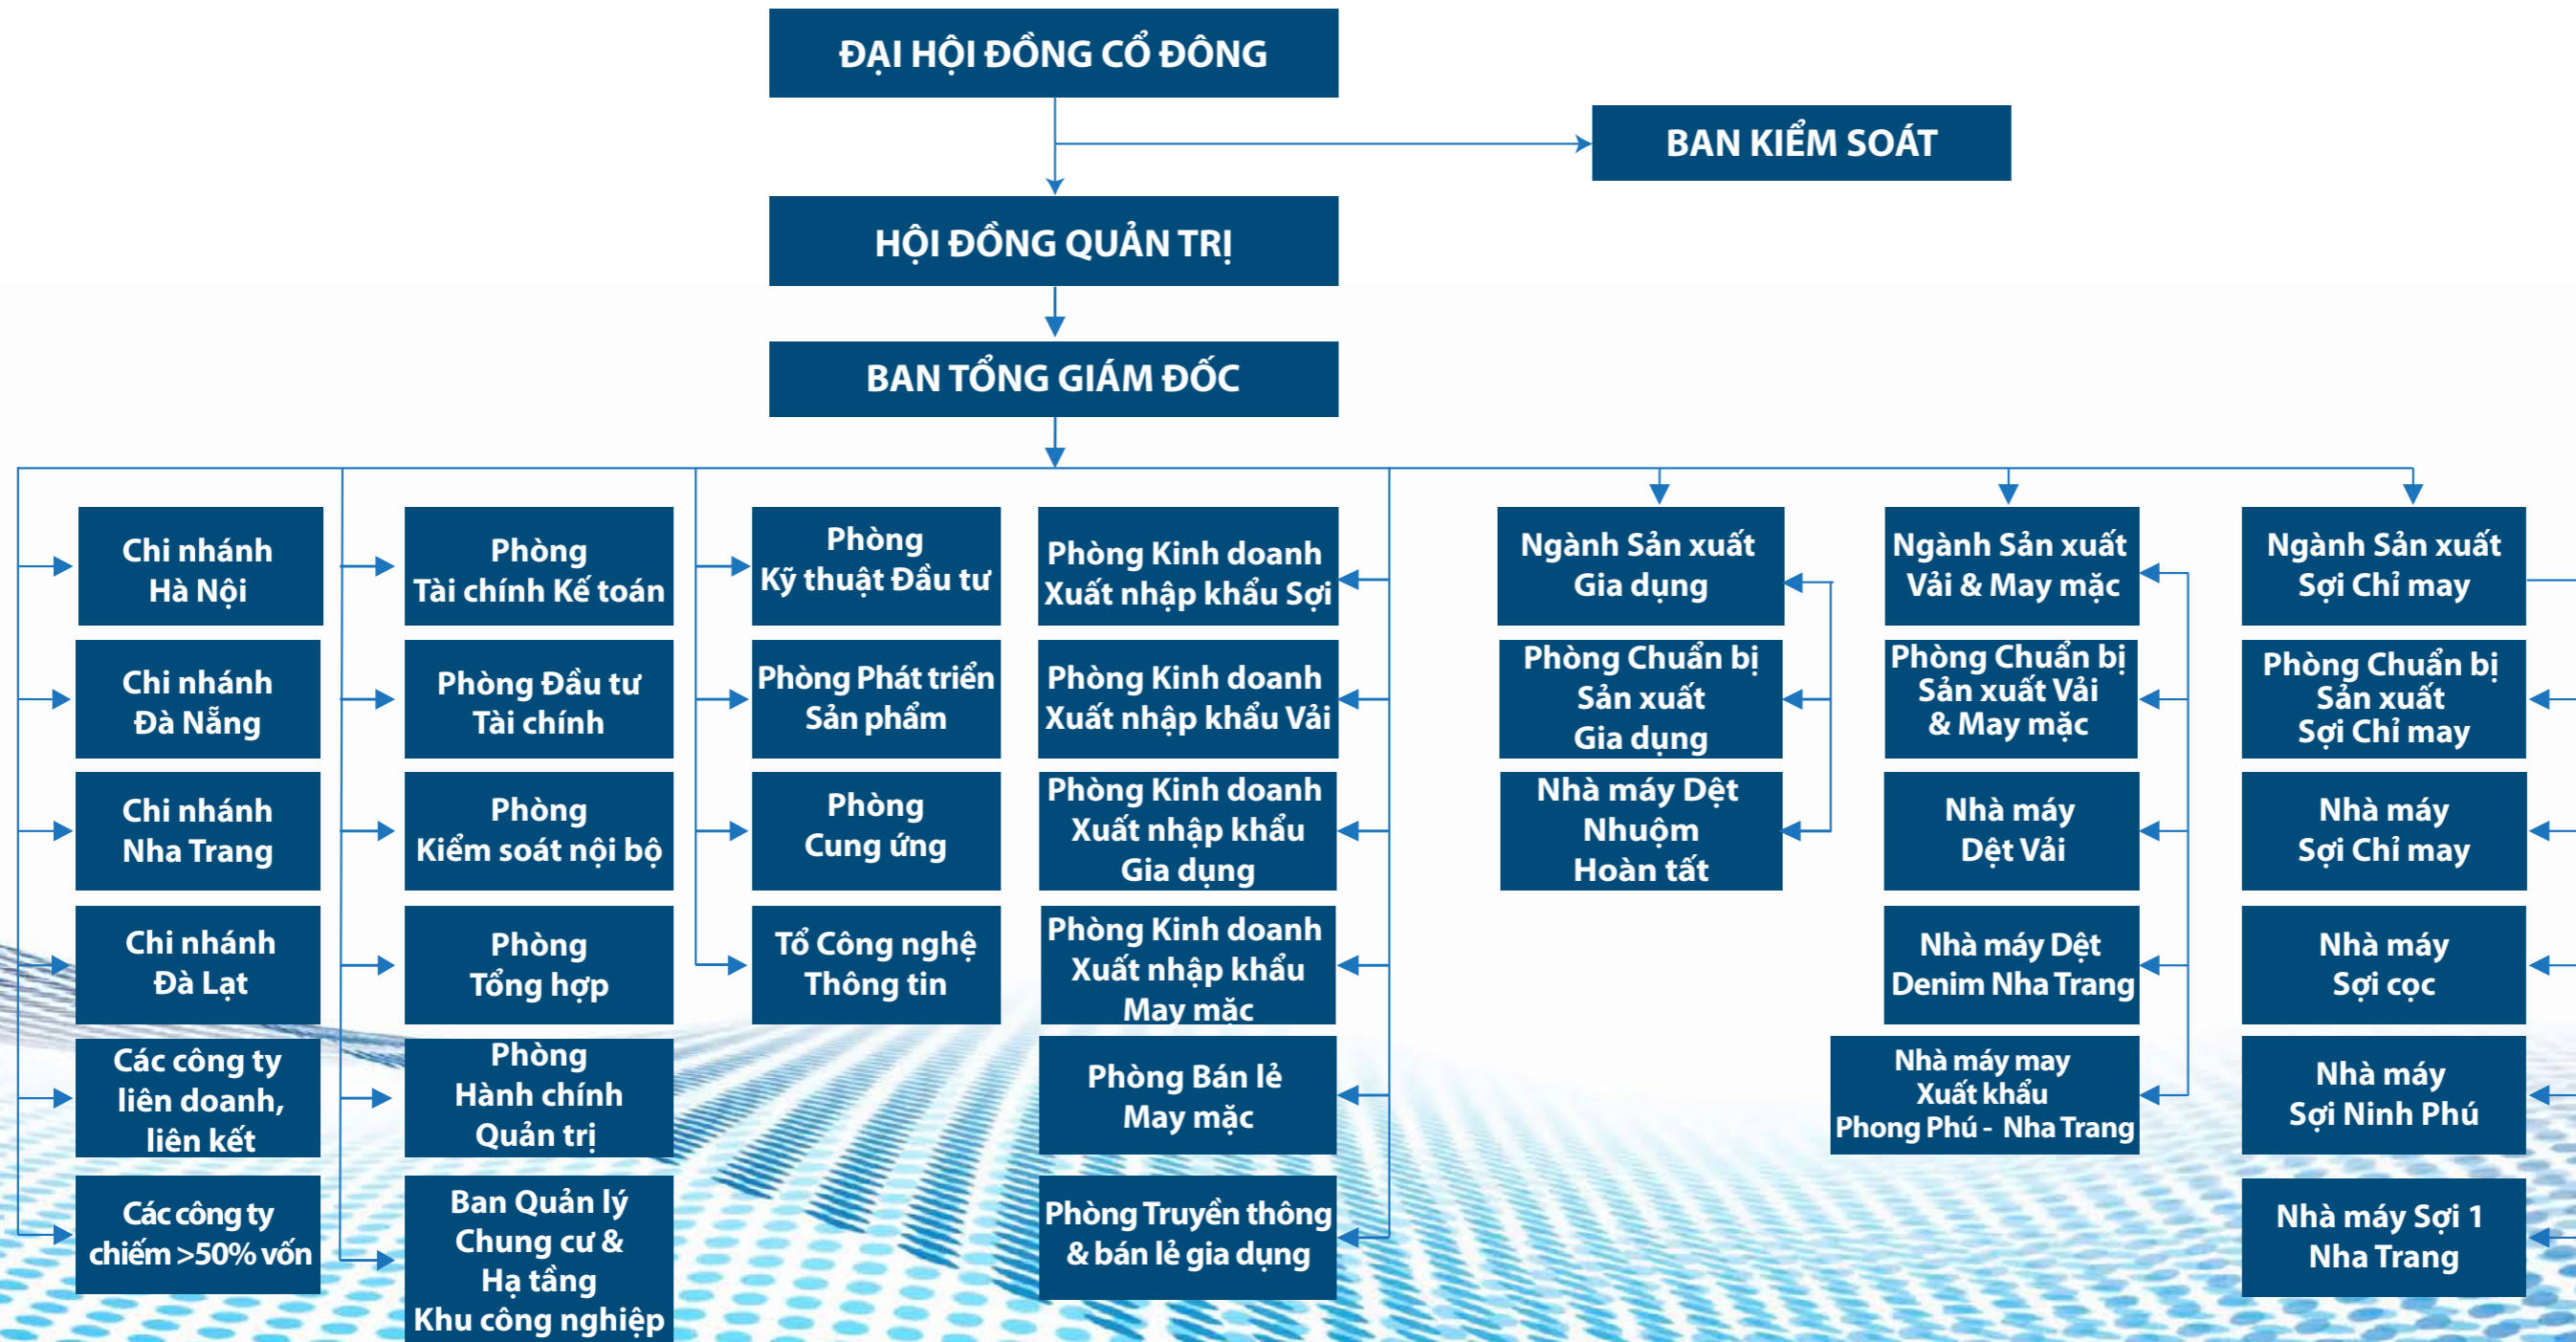 ĐẠI HỘI ĐỒNG CỔ ĐÔNG
BAN KIỂM SOÁT
HỘI ĐỒNG QUẢN TRỊ
BAN TỔNG GIÁM ĐỐC
Chi nhánh
Hà Nội
Chi nhánh
Đà Nẵng
Chi nhánh
Nha Trang
Chi nhánh
Đà Lạt
Các công ty
liên doanh,
liên kết
Các công ty
chiếm >50% vốn
Phòng
Tài chính Kế toán
Phòng Đầu tư
Tài chính
Phòng
Kiểm soát nội bộ
Phòng
Tổng hợp
Phòng
Hành chính
Quản trị
Ban Quản lý
Chung cư &
Hạ tầng
Khu công nghiệp
Phòng
Kỹ thuật Đầu tư
Phòng Phát triển
Sản phẩm
Phòng
Cung ứng
Tổ Công nghệ
Thông tin
Phòng Kinh doanh
Xuất nhập khẩu Sợi
Phòng Kinh doanh
Xuất nhập khẩu Vải
Phòng Kinh doanh
Xuất nhập khẩu
Gia dụng
Phòng Kinh doanh
Xuất nhập khẩu
May mặc
Phòng Bán lẻ
May mặc
Phòng Truyền thông
& bán lẻ gia dụng
Ngành Sản xuất
Gia dụng
Phòng Chuẩn bị
Sản xuất
Gia dụng
Nhà máy Dệt
Nhuộm
Hoàn tất
Ngành Sản xuất
Vải & May mặc
Phòng Chuẩn bị
Sản xuất Vải
& May mặc
Nhà máy
Dệt Vải
Nhà máy Dệt
Denim Nha Trang
Nhà máy may
Xuất khẩu
Phong Phú - Nha Trang
Ngành Sản xuất
Sợi Chỉ may
Phòng Chuẩn bị
Sản xuất
Sợi Chỉ may
Nhà máy
Sợi Chỉ may
Nhà máy
Sợi cọc
Nhà máy
Sợi Ninh Phú
Nhà máy Sợi 1
Nha Trang